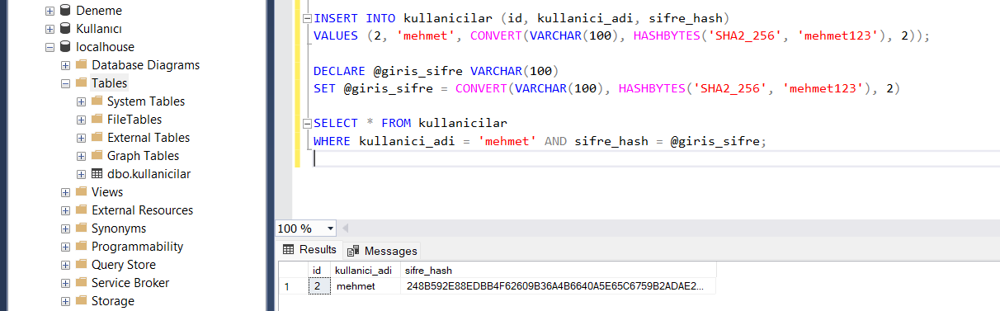 Deneme
Kullanıcı
localhouse
Database Diagrams
Tables
System Tables
FileTables
External Tables
Graph Tables
dbo.kullanicilar
Views
External Resources
Synonyms
Programmability
Query Store
Service Broker
Storage
INSERT INTO kullanicilar (id, kullanici_adi, sifre_hash)
VALUES (2, 'mehmet', CONVERT(VARCHAR(100), HASHBYTES('SHA2_256', 'mehmet123'), 2));
DECLARE @giris_sifre VARCHAR(100)
SET @giris_sifre = CONVERT(VARCHAR(100), HASHBYTES('SHA2_256', 'mehmet123'), 2)
SELECT * FROM kullanicilar
WHERE kullanici_adi = 'mehmet' AND sifre_hash = @giris_sifre;
100 %
Results Messages
id kullanici_adi sifre_hash
1 2 mehmet 248B592E88EDBB4F62609B36A4B6640A5E65C6759B2ADAE2...